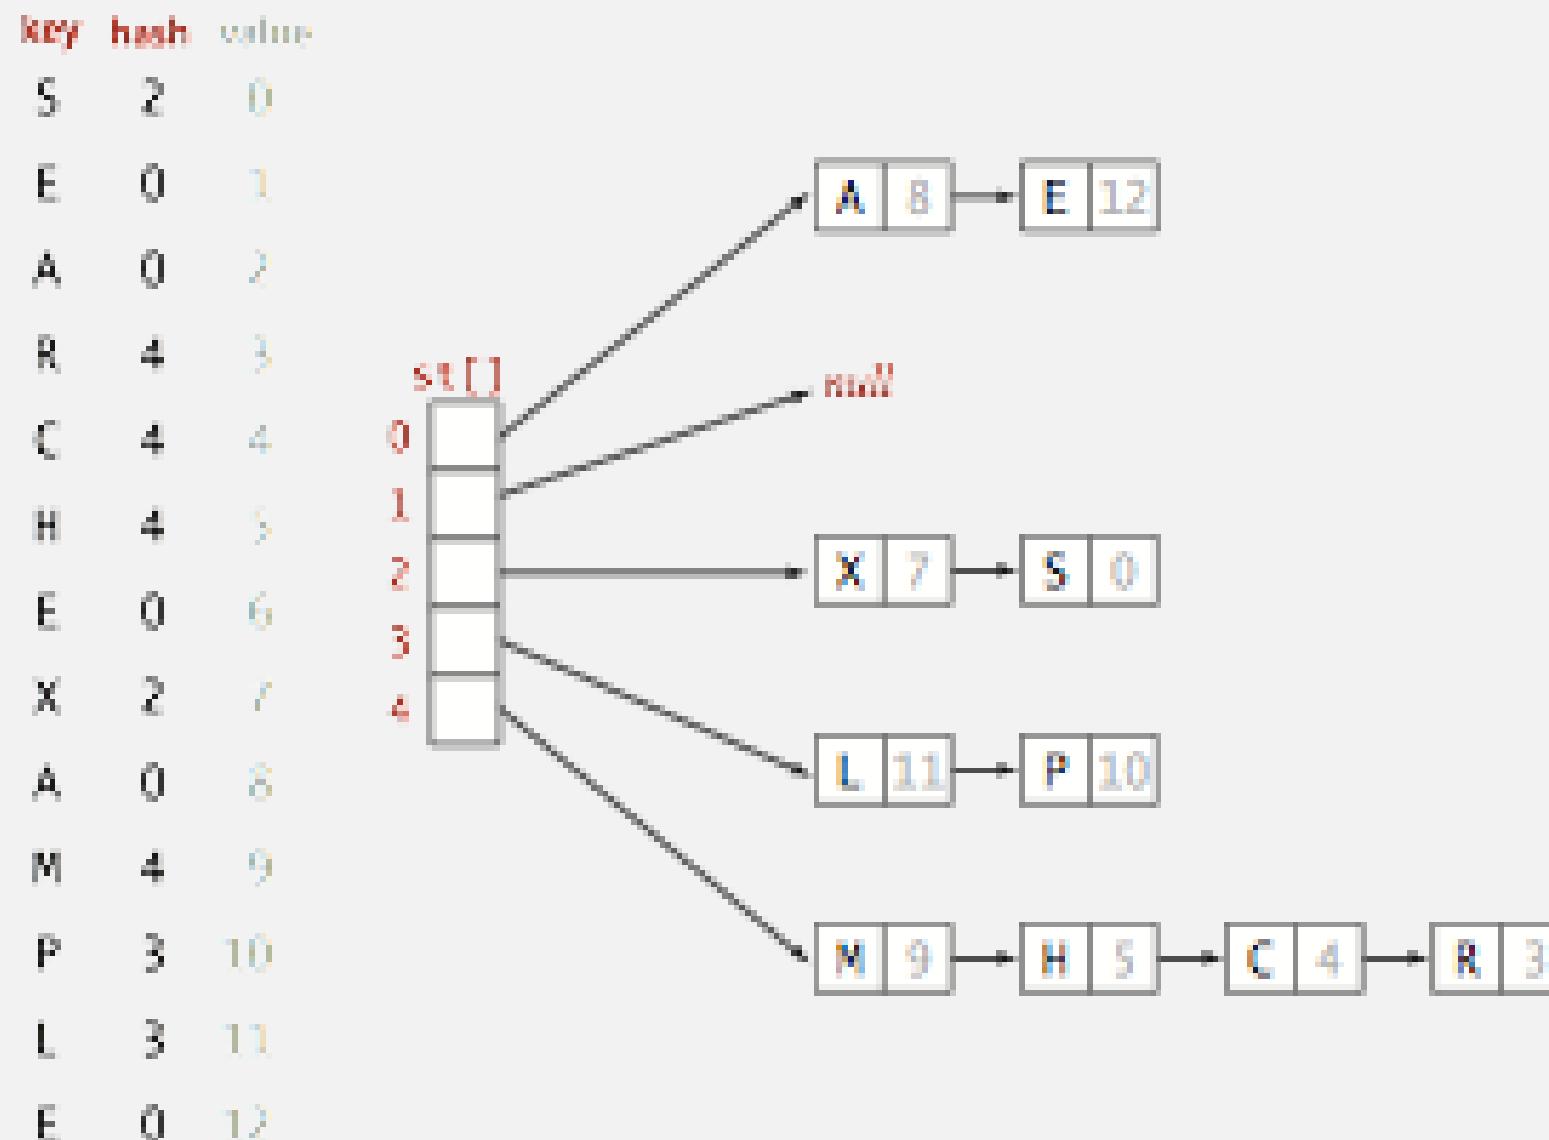 key hash value
S 2 0
E 0 1
A 8 E 12
A 0 2
R 4 3
st[]
null
0
C 4 4
1
H 4 5
2
X 7 S 0
E 0 6
3
X 2 7
4
L 11 P 10
A 0 8
M 4 9
P 3 10
M 9 H 5 C 4 R 3
L 3 11
E 0 12